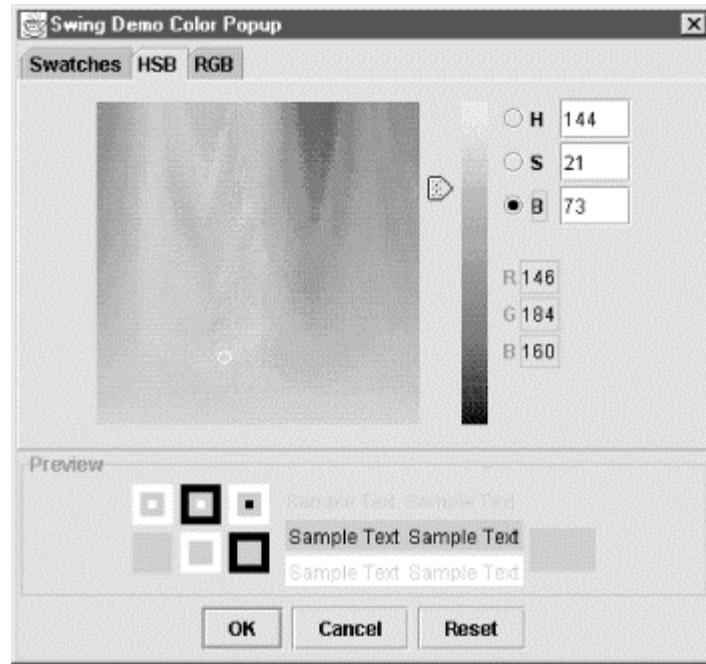 Swing Demo Color Popup
Swatches HSB RGB
H 144
S 21
B 73
R 146
G 184
B 160
Preview
Sample Text Sample Text
Sample Text Sample Text
Sample Text Sample Text
OK Cancel Reset